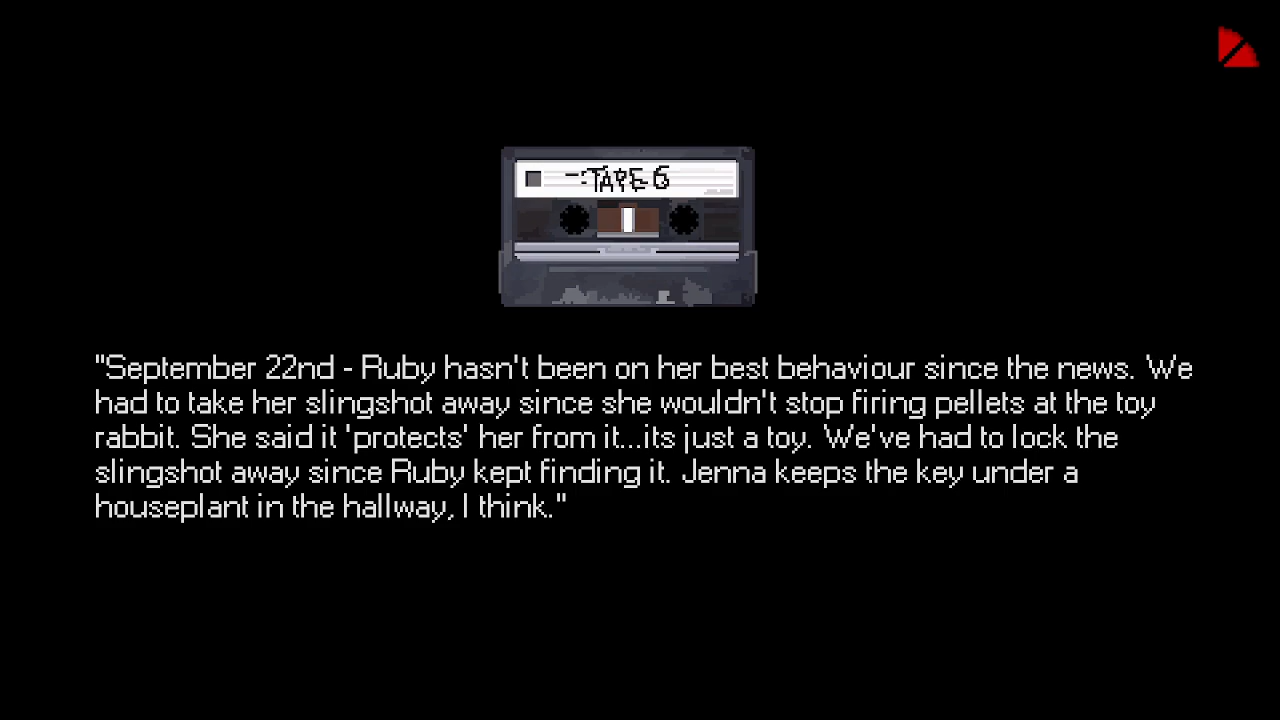 TAPE 6
"September 22nd - Ruby hasn't been on her best behaviour since the news. We
had to take her slingshot away since she wouldn't stop firing pellets at the toy
rabbit. She said it 'protects' her from it...its just a toy. We've had to lock the
slingshot away since Ruby kept finding it. Jenna keeps the key under a
houseplant in the hallway, I think."